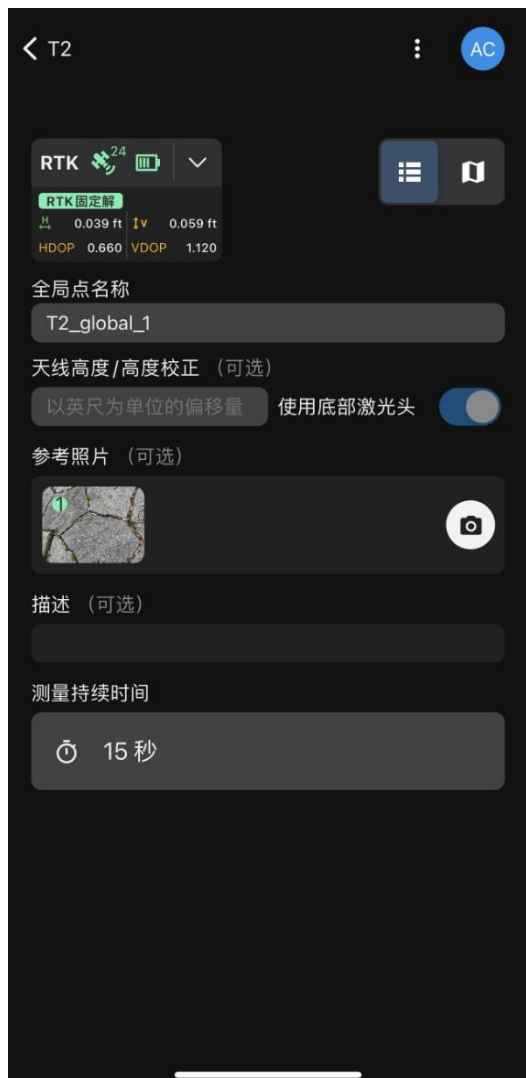 T2
AC
RTK 24
RTK固定解
H 0.039 ft V 0.059 ft
HDOP 0.660 VDOP 1.120
全局点名称
T2_global_1
天线高度/高度校正 （可选）
以英尺为单位的偏移量 使用底部激光头
参考照片 （可选）
1
描述 （可选）
测量持续时间
15 秒